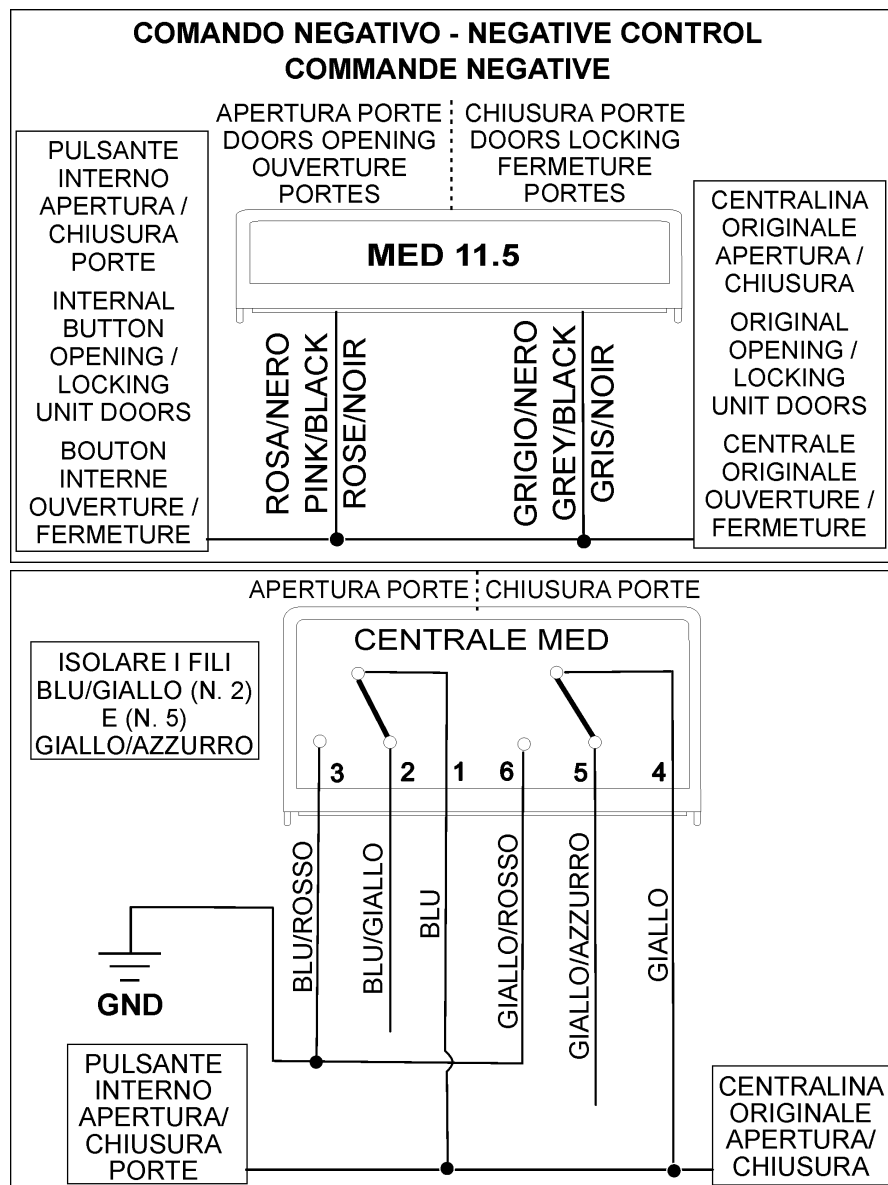 COMANDO NEGATIVO - NEGATIVE CONTROL
COMMANDE NEGATIVE
APERTURA PORTE
DOORS OPENING
OUVERTURE
PORTES
CHIUSURA PORTE
DOORS LOCKING
FERMETURE
PORTES
PULSANTE
INTERNO
APERTURA /
CHIUSURA
PORTE
INTERNAL
BUTTON
OPENING /
LOCKING
UNIT DOORS
BOUTON
INTERNE
OUVERTURE /
FERMETURE
MED 11.5
ROSA/NERO
PINK/BLACK
ROSE/NOIR
GRIGIO/NERO
GREY/BLACK
GRIS/NOIR
CENTRALINA
ORIGINALE
APERTURA /
CHIUSURA
ORIGINAL
OPENING /
LOCKING
UNIT DOORS
CENTRALE
ORIGINALE
OUVERTURE /
FERMETURE
APERTURA PORTE
CHIUSURA PORTE
CENTRALE MED
ISOLARE I FILI
BLU/GIALLO (N. 2)
E (N. 5)
GIALLO/AZZURRO
3 2 1 6 5 4
BLU/ROSSO
BLU/GIALLO
BLU
GIALLO/ROSSO
GIALLO/AZZURRO
GIALLO
GND
PULSANTE
INTERNO
APERTURA/
CHIUSURA
PORTE
CENTRALINA
ORIGINALE
APERTURA/
CHIUSURA